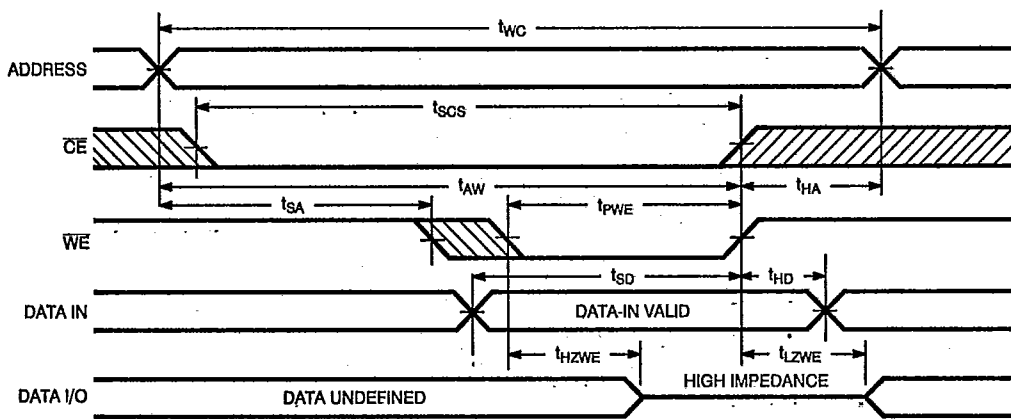 tWC
ADDRESS
tSCS
CE
tAW
tHA
tSA
tPWE
WE
tSD
tHD
DATA IN
DATA-IN VALID
tHZWE
tLZWE
HIGH IMPEDANCE
DATA I/O
DATA UNDEFINED